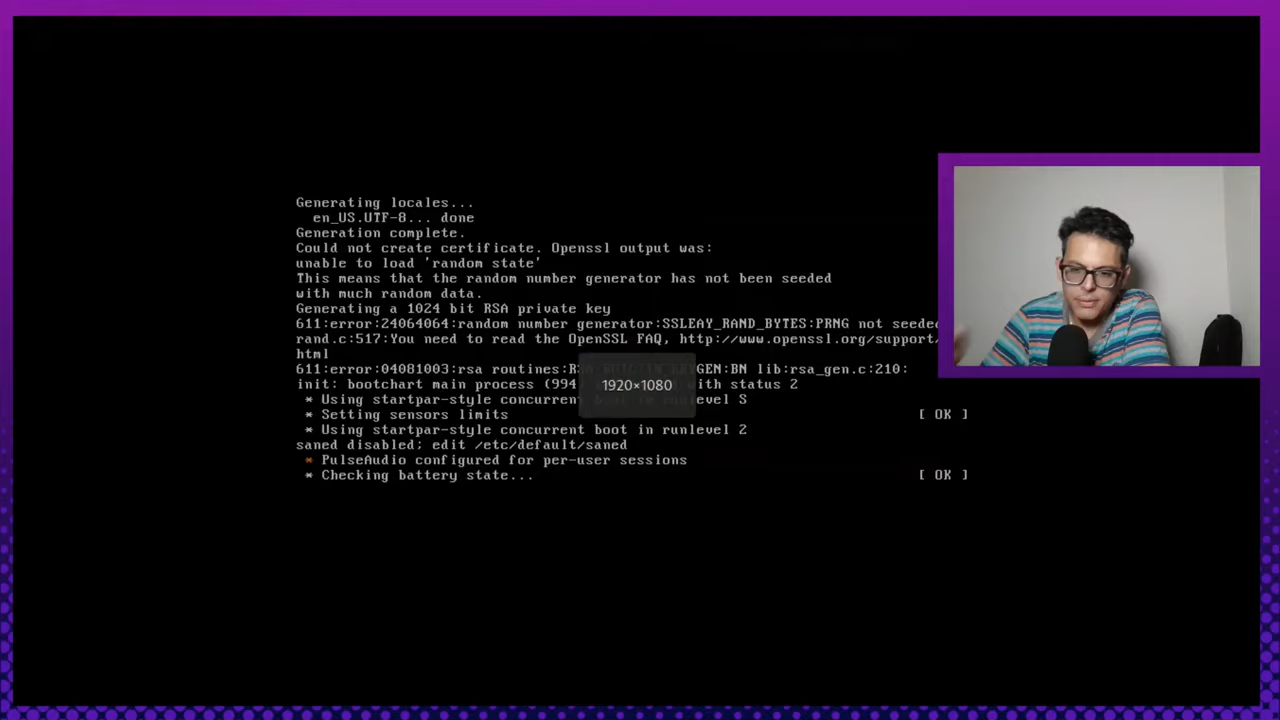 Generating locales...
en_US.UTF-8... done
Generation complete.
Could not create certificate. Openssl output was:
unable to load 'random state'
This means that the random number generator has not been seeded
with much random data.
Generating a 1024 bit RSA private key
611:error:24064064:random number generator:SSLEAY_RAND_BYTES:PRNG not seeded
rand.c:517:You need to read the OpenSSL FAQ, http://www.openssl.org/support/
html
611:error:04081003:rsa routines: lib:rsa_gen.c:210:
init: bootchart main process (994 with status 2
1920×1080
* Using startpar-style concurrent runlevel S
* Setting sensors limits [ OK ]
* Using startpar-style concurrent boot in runlevel 2
saned disabled; edit /etc/default/saned
* PulseAudio configured for per-user sessions
* Checking battery state... [ OK ]